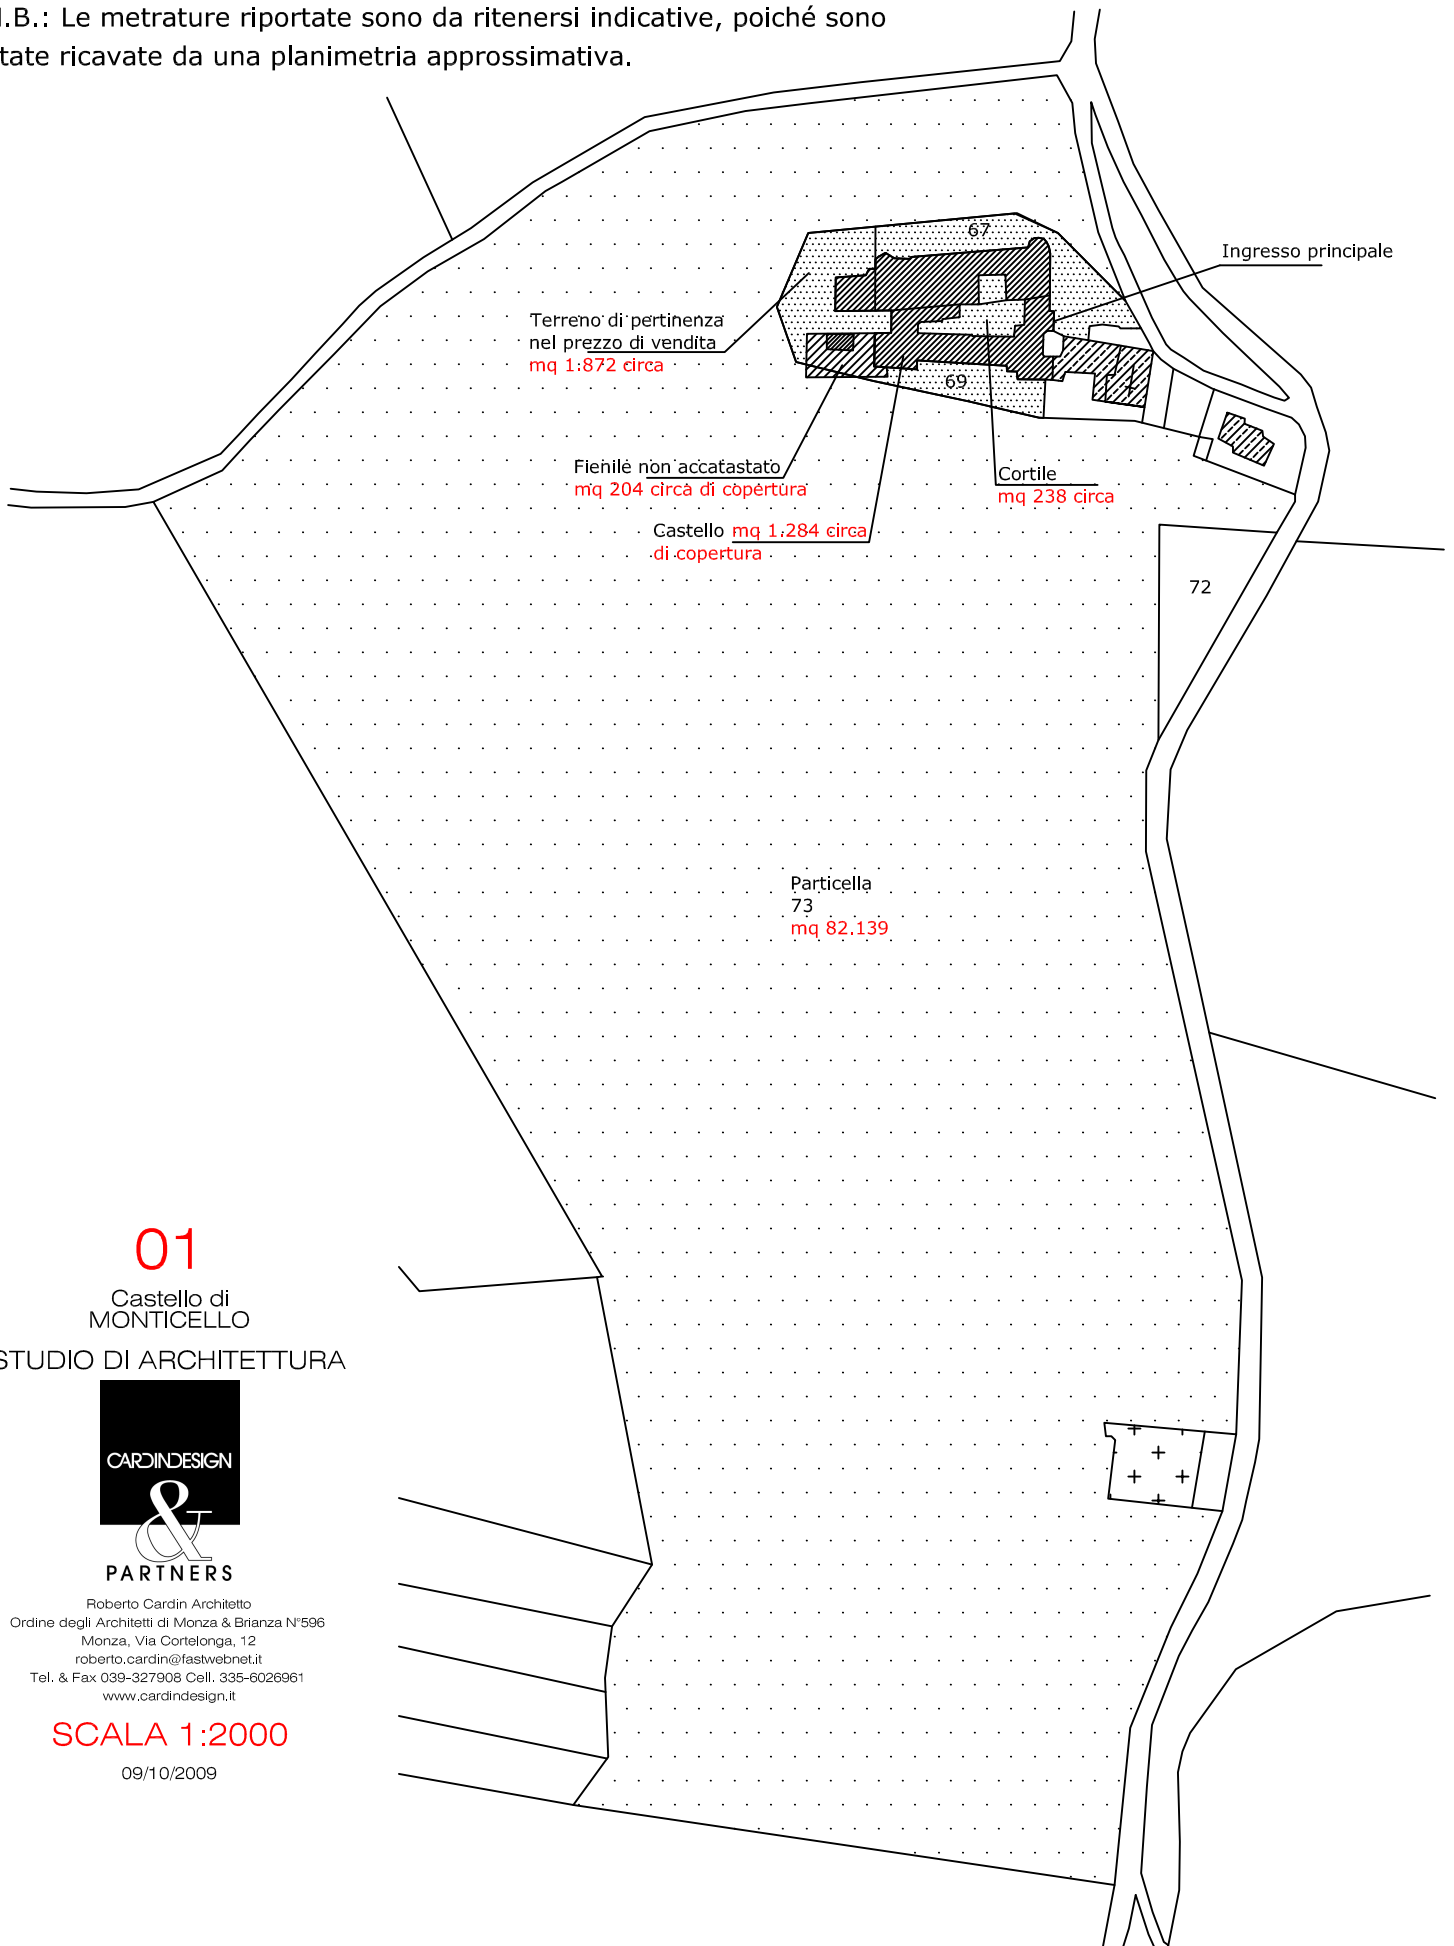 .B.: Le metrature riportate sono da ritenersi indicative, poiché sono
tate ricavate da una planimetria approssimativa.
67
Ingresso principale
Terreno di pertinenza
nel prezzo di vendita
mq 1.872 circa
69
Fienile non accatastato
mq 204 circa di copertura
Cortile
mq 238 circa
Castello mq 1.284 circa
di copertura
72
Particella
73
mq 82.139
01
Castello di
MONTICELLO
STUDIO DI ARCHITETTURA
CARDINDESIGN
&
PARTNERS
Roberto Cardin Architetto
Ordine degli Architetti di Monza & Brianza N°596
Monza, Via Cortelonga, 12
roberto.cardin@fastwebnet.it
Tel. & Fax 039-327908 Cell. 335-6026961
www.cardindesign.it
SCALA 1:2000
09/10/2009